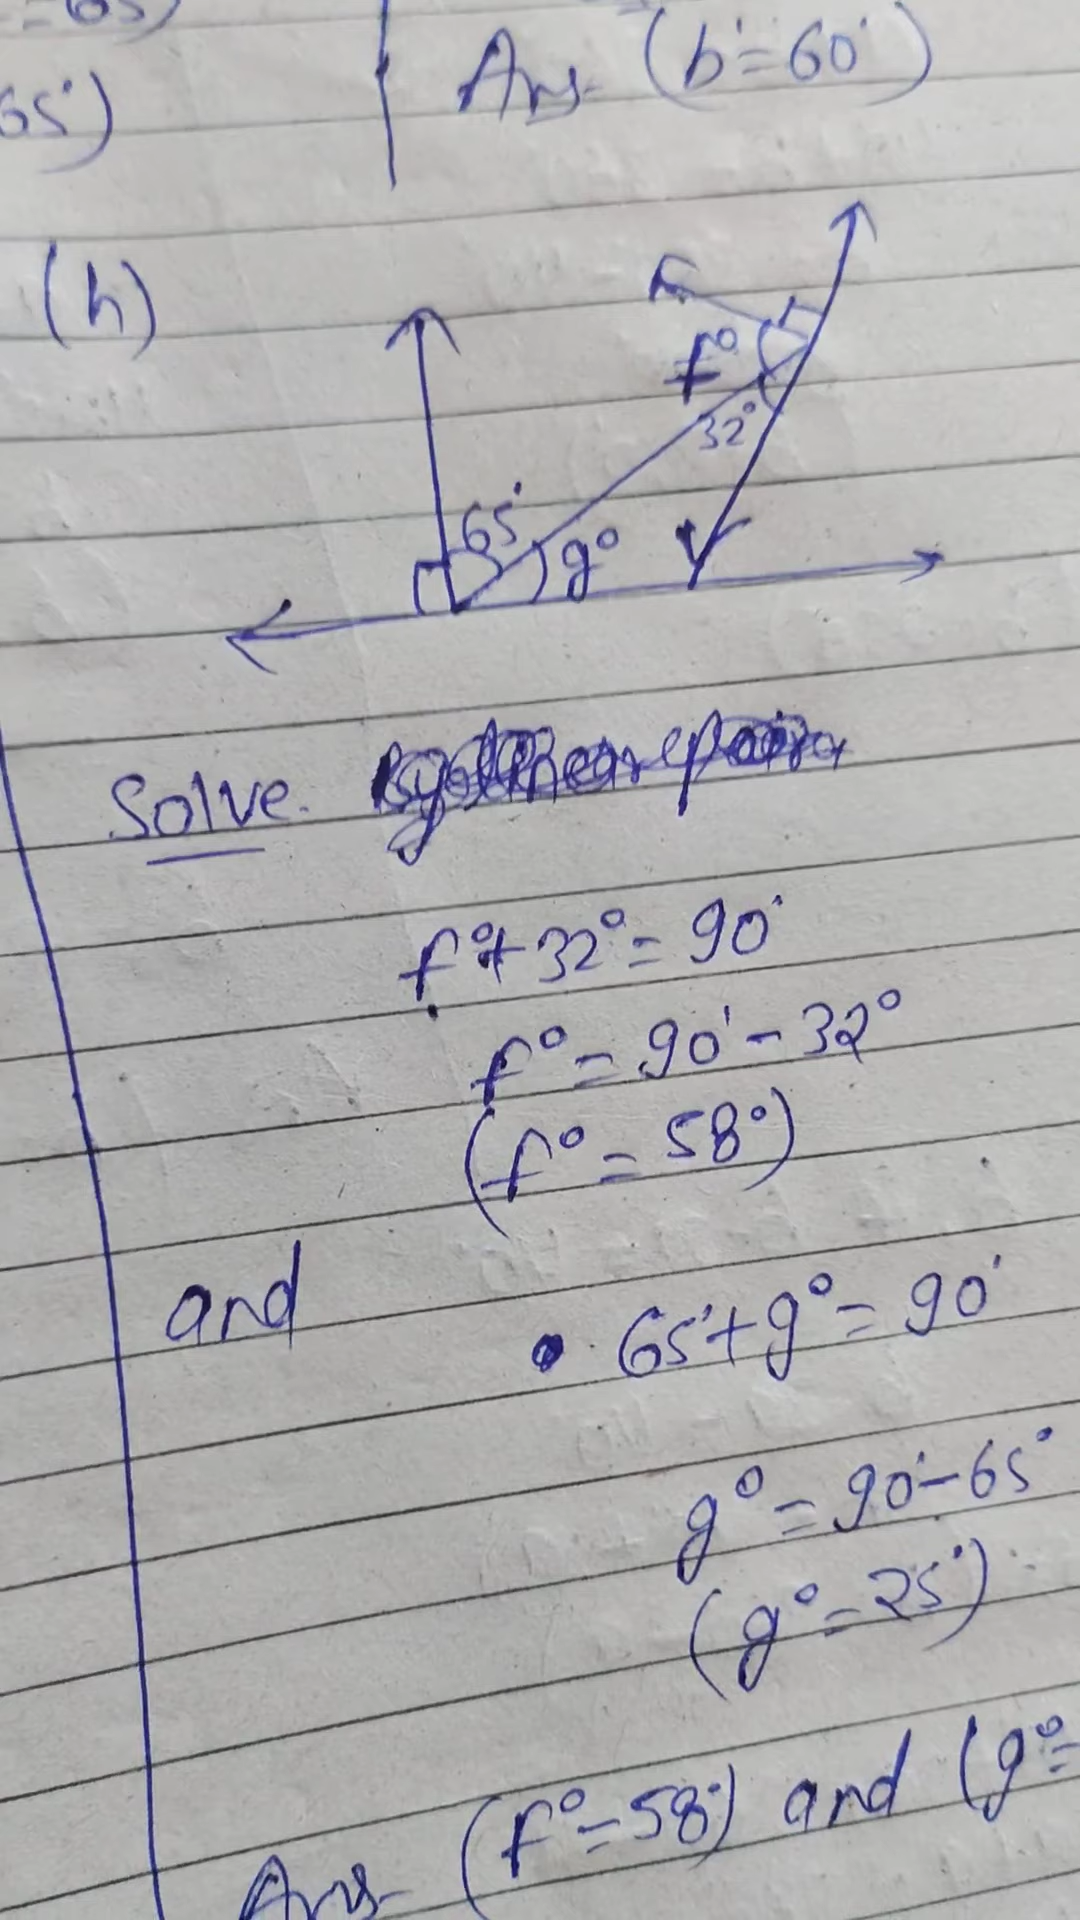 =65)
65°)
Ans- (b°=60°)
(h)
f°
32°
65°
g°
Solve.
f°+32°=90°
f°=90°-32°
(f°=58°)
and
65°+g°=90°
g°=90°-65°
(g°=25°)
Ans- (f°=58°) and (g°=